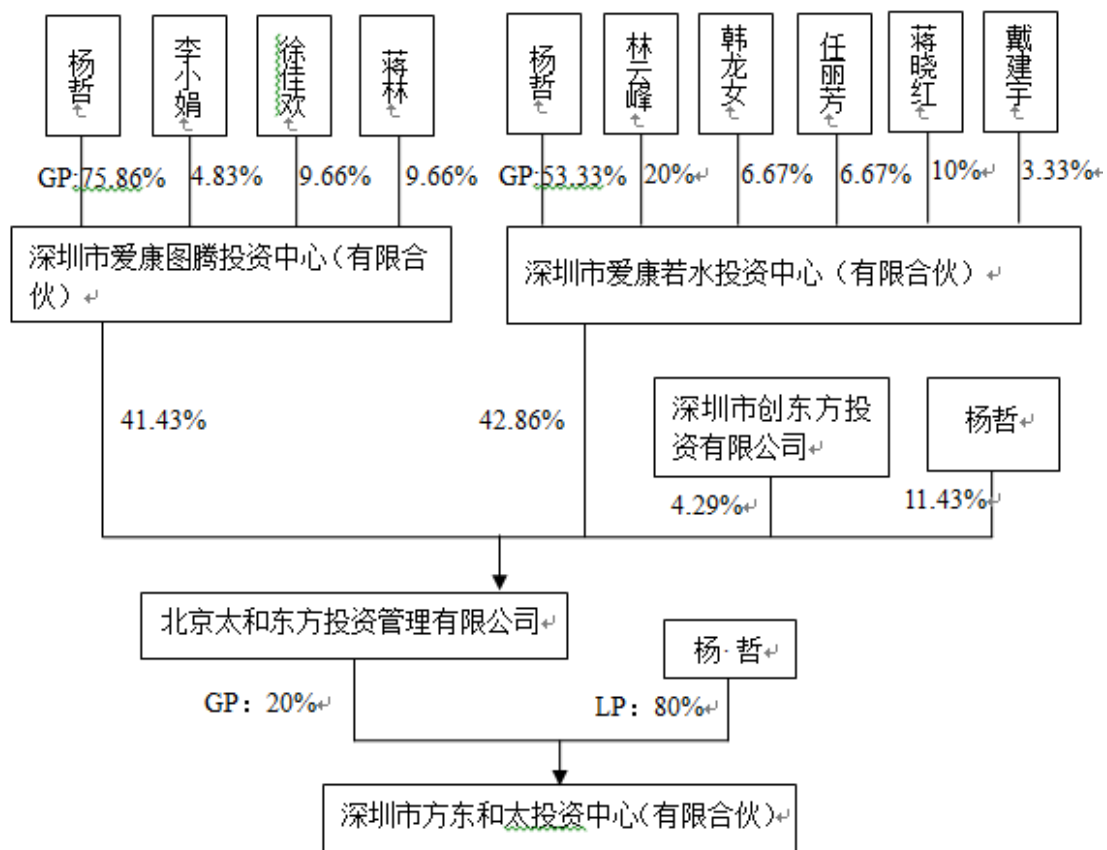 杨哲
李小娟
徐佳欢
蒋林
杨哲
林云峰
韩龙女
任丽芳
蒋晓红
戴建宇
GP:75.86%
4.83%
9.66%
9.66%
GP:53.33%
20%
6.67%
6.67%
10%
3.33%
深圳市爱康图腾投资中心（有限合
伙）
深圳市爱康若水投资中心（有限合伙）
41.43%
42.86%
深圳市创东方投
资有限公司
杨哲
4.29%
11.43%
北京太和东方投资管理有限公司
杨·哲
GP：20%
LP：80%
深圳市方东和太投资中心（有限合伙）